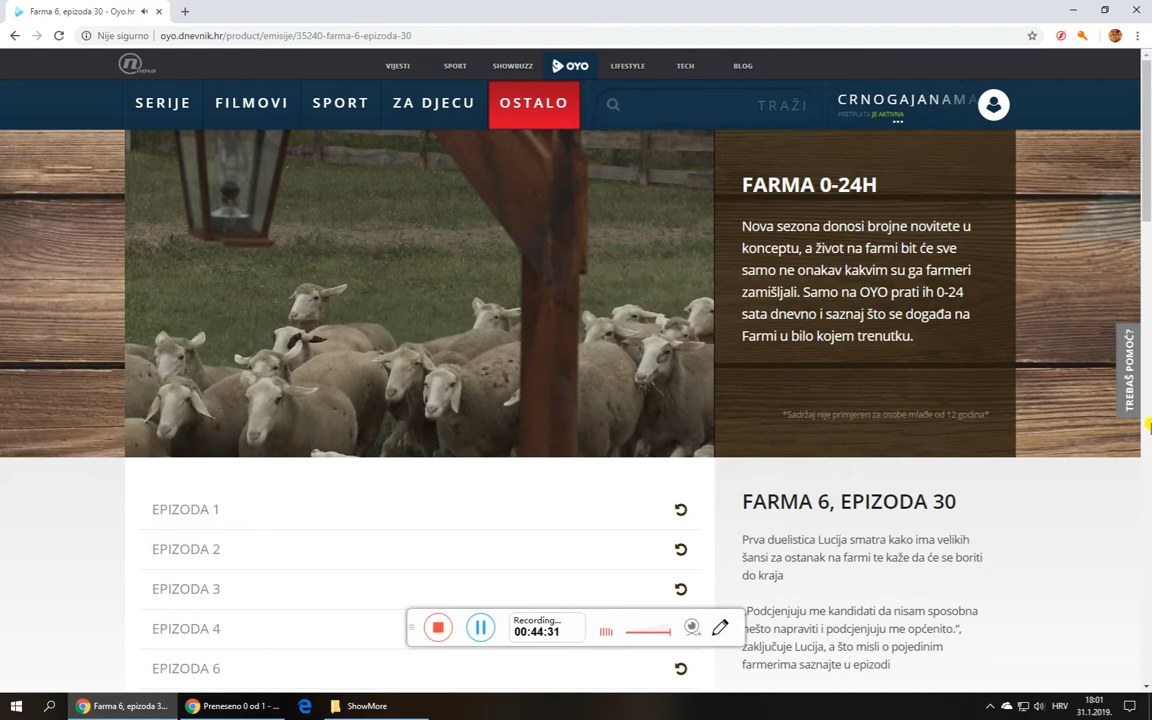 Farma 6, epizoda 30 - Oyo.hr
Nije sigurno | oyo.dnevnik.hr/product/emisije/35240-farma-6-epizoda-30
nova
VIJESTI SPORT SHOWBUZZ OYO LIFESTYLE TECH BLOG
SERIJE FILMOVI SPORT ZA DJECU OSTALO TRAŽI CRNOGAJANAMA
PRETPLATA JE AKTIVNA
FARMA 0-24H
Nova sezona donosi brojne novitete u
konceptu, a život na farmi bit će sve
samo ne onakav kakvim su ga farmeri
zamišljali. Samo na OYO prati ih 0-24
sata dnevno i saznaj što se događa na
Farmi u bilo kojem trenutku.
*Sadržaj nije primjeren za osobe mlađe od 12 godina*
TREBAŠ POMOĆ?
EPIZODA 1
EPIZODA 2
EPIZODA 3
EPIZODA 4
EPIZODA 6
FARMA 6, EPIZODA 30
Prva duelistica Lucija smatra kako ima velikih
šansi za ostanak na farmi te kaže da će se boriti
do kraja
„Podcjenjuju me kandidati da nisam sposobna
nešto napraviti i podcjenjuju me općenito.“,
zaključuje Lucija, a što misli o pojedinim
farmerima saznajte u epizodi
Recording...
00:44:31
Farma 6, epizoda 3... Preneseno 0 od 1 - ... ShowMore HRV 18:01
31.1.2019.